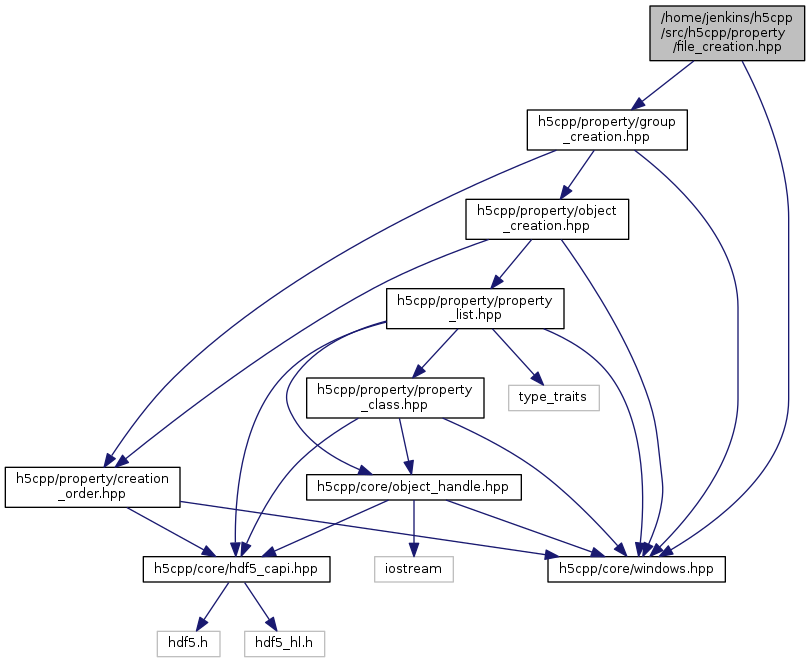 /home/jenkins/h5cpp
/src/h5cpp/property
/file_creation.hpp
h5cpp/property/group
_creation.hpp
h5cpp/property/object
_creation.hpp
h5cpp/property/property
_list.hpp
h5cpp/property/property
_class.hpp
type_traits
h5cpp/property/creation
_order.hpp
h5cpp/core/object_handle.hpp
h5cpp/core/hdf5_capi.hpp
iostream
h5cpp/core/windows.hpp
hdf5.h
hdf5_hl.h